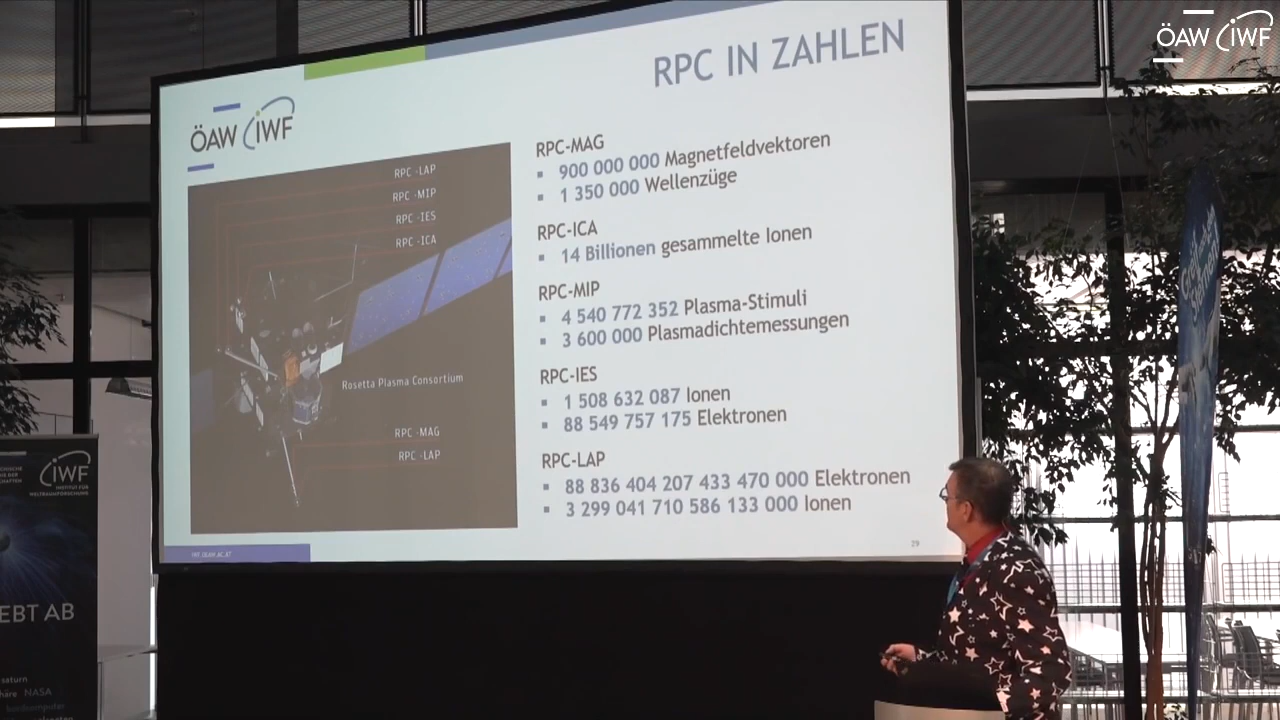 ÖAW IWF
RPC IN ZAHLEN
ÖAW IWF
RPC-LAP
RPC-MIP
RPC-IES
RPC-ICA
Rosetta Plasma Consortium
RPC-MAG
RPC-LAP
RPC-MAG
900 000 000 Magnetfeldvektoren
1 350 000 Wellenzüge
RPC-ICA
14 Billionen gesammelte Ionen
RPC-MIP
4 540 772 352 Plasma-Stimuli
3 600 000 Plasmadichtemessungen
RPC-IES
1 508 632 087 Ionen
88 549 757 175 Elektronen
RPC-LAP
88 836 404 207 433 470 000 Elektronen
3 299 041 710 586 133 000 Ionen
IWF.OEAW.AC.AT
29
IWF
INSTITUT FÜR
WELTRAUMFORSCHUNG
EBT AB
saturn
NASA